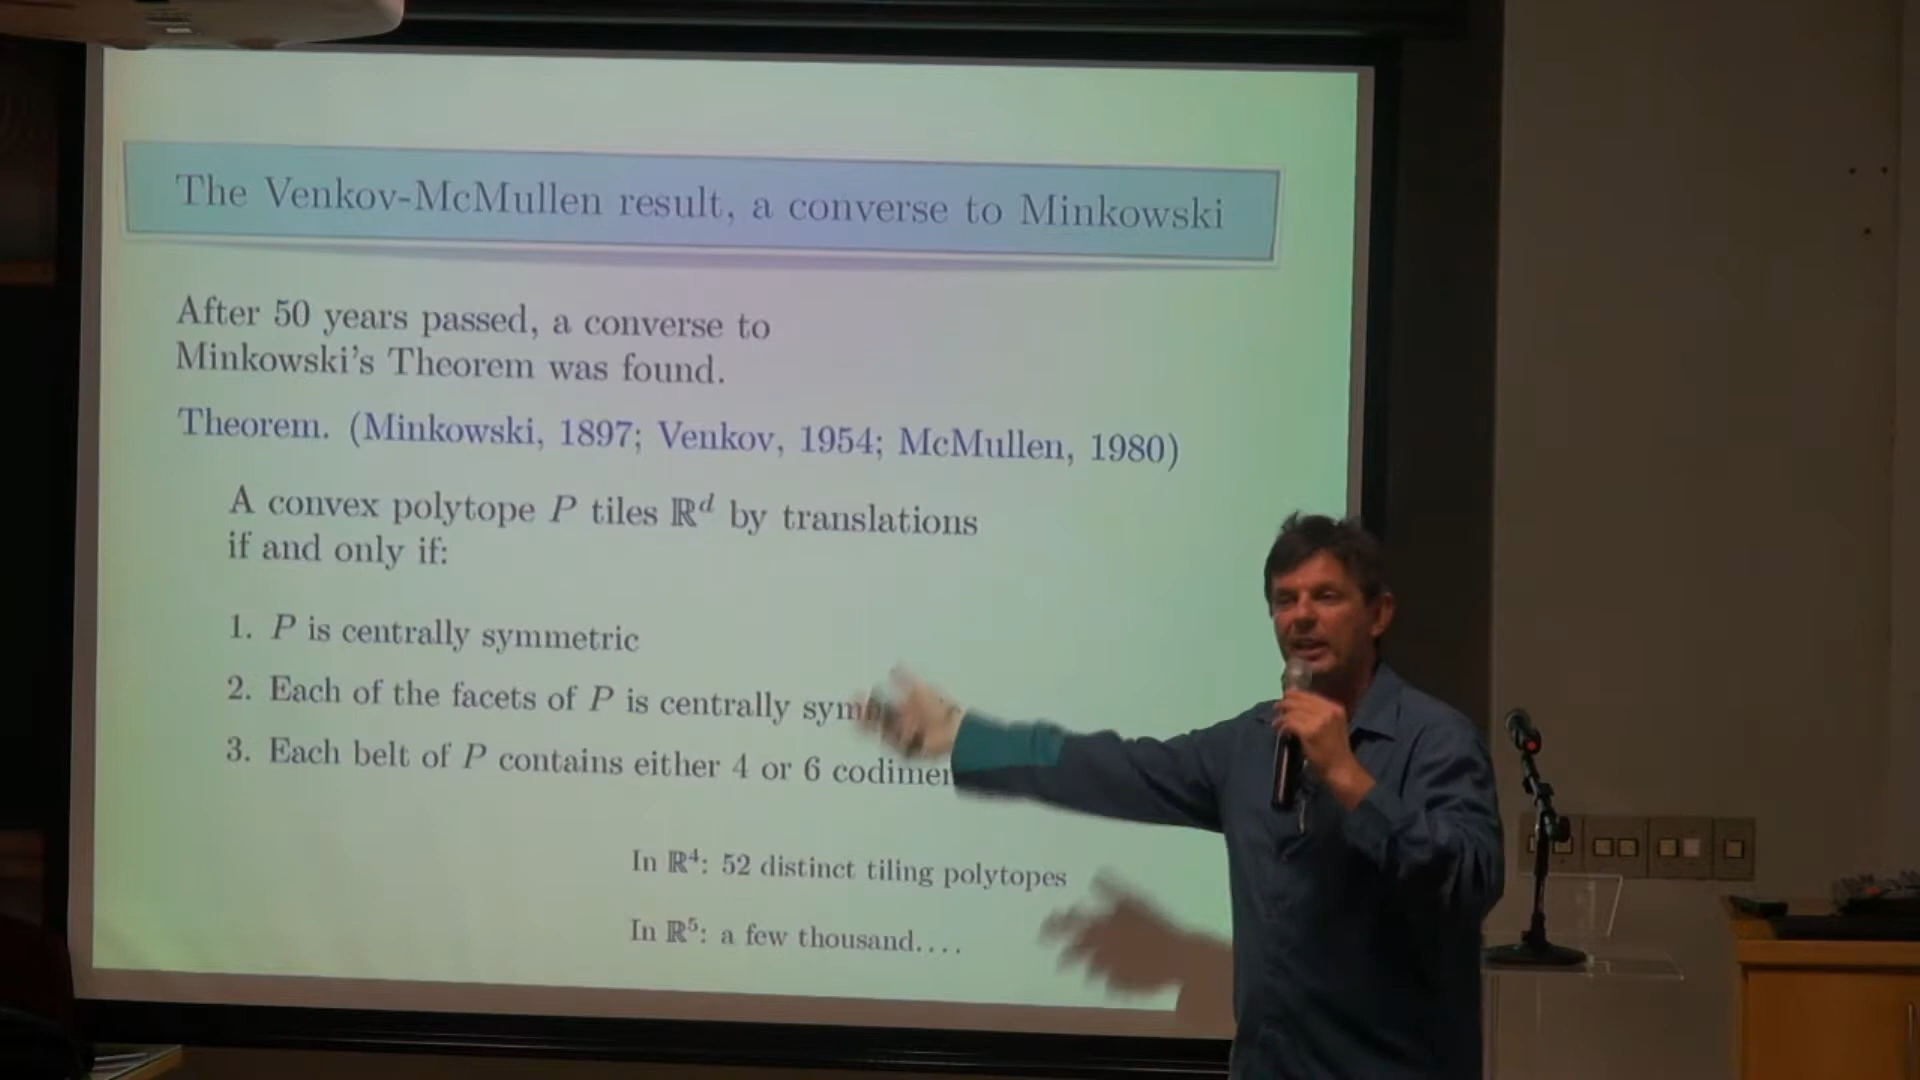 The Venkov-McMullen result, a converse to Minkowski
After 50 years passed, a converse to
Minkowski's Theorem was found.
Theorem. (Minkowski, 1897; Venkov, 1954; McMullen, 1980)
A convex polytope P tiles ℝᵈ by translations
if and only if:
1. P is centrally symmetric
2. Each of the facets of P is centrally
3. Each belt of P contains either 4 or 6
In ℝ⁴: 52 distinct tiling polytopes
In ℝ⁵: a few thousand....